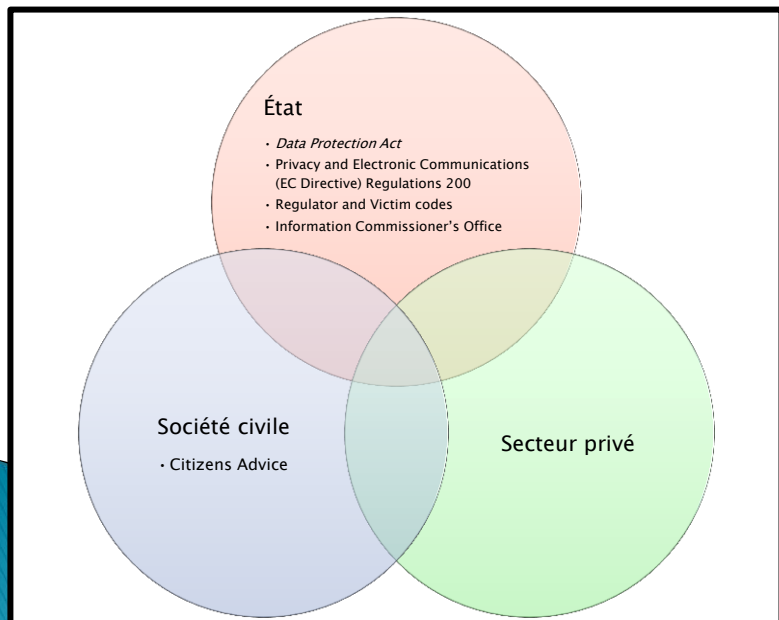 État
• Data Protection Act
• Privacy and Electronic Communications
(EC Directive) Regulations 200
• Regulator and Victim codes
• Information Commissioner's Office
Société civile
• Citizens Advice
Secteur privé